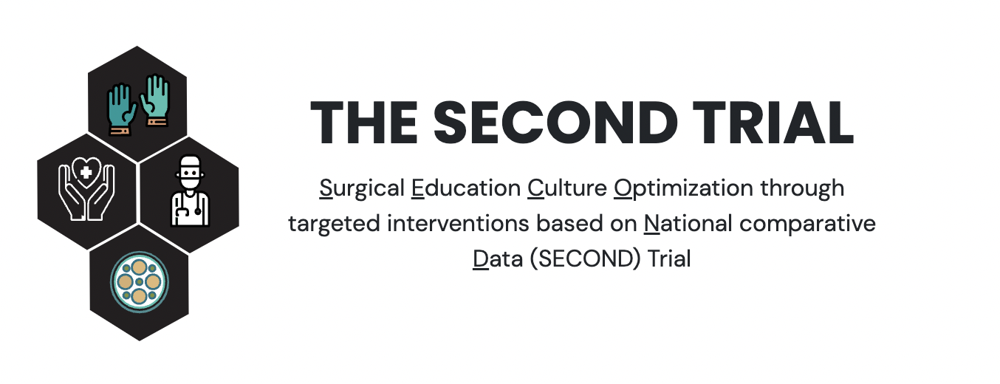 THE SECOND TRIAL
Surgical Education Culture Optimization through
targeted interventions based on National comparative
Data (SECOND) Trial